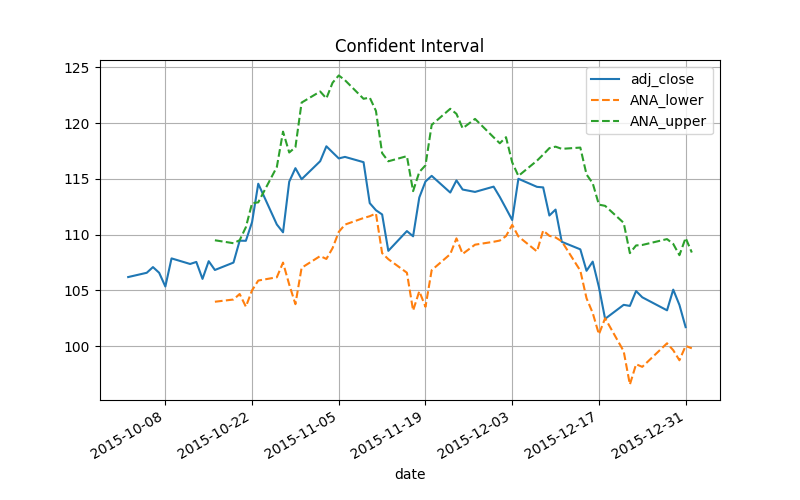 Confident Interval
adj_close
ANA_lower
ANA_upper
125
120
115
110
105
100
2015-10-08
2015-10-22
2015-11-05
2015-11-19
2015-12-03
2015-12-17
2015-12-31
date